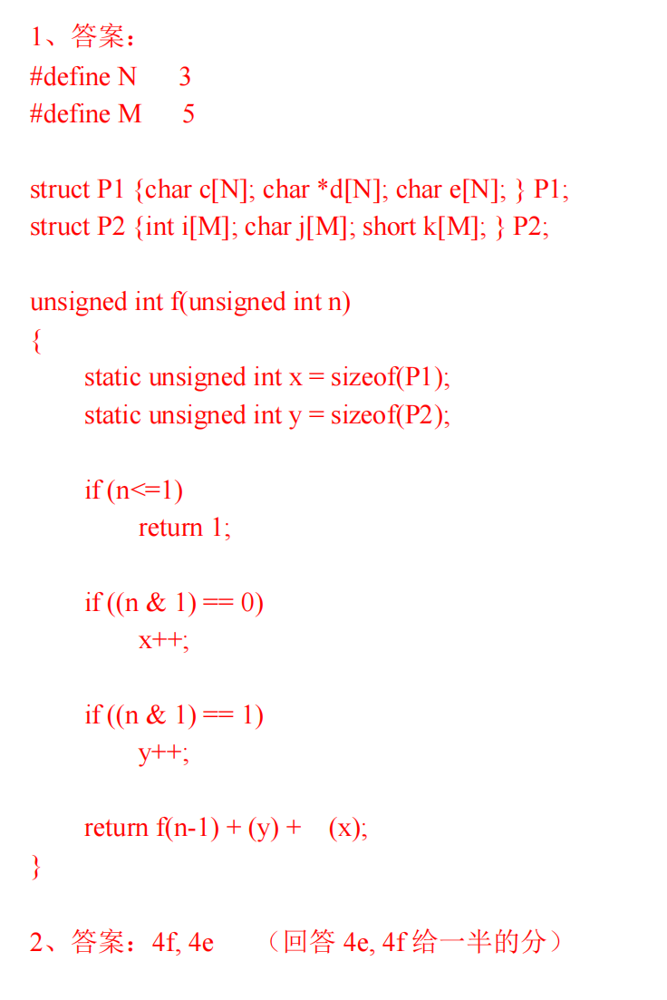 1、答案：
#define N 3
#define M 5
struct P1 {char c[N]; char *d[N]; char e[N]; } P1;
struct P2 {int i[M]; char j[M]; short k[M]; } P2;
unsigned int f(unsigned int n)
{
static unsigned int x = sizeof(P1);
static unsigned int y = sizeof(P2);
if (n<=1)
return 1;
if ((n & 1) == 0)
x++;
if ((n & 1) == 1)
y++;
return f(n-1) + (y) + (x);
}
2、答案：4f, 4e （回答 4e, 4f 给一半的分）